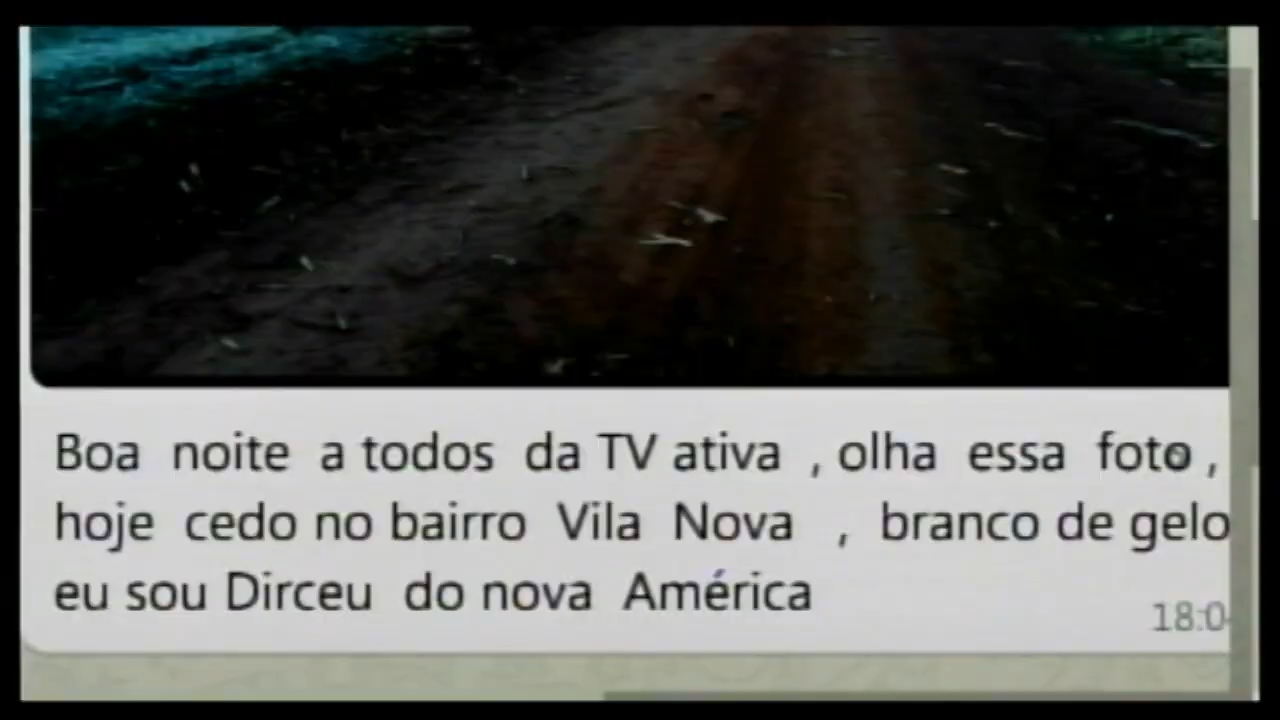 Boa noite a todos da TV ativa , olha essa foto ,
hoje cedo no bairro Vila Nova , branco de gelo
eu sou Dirceu do nova América